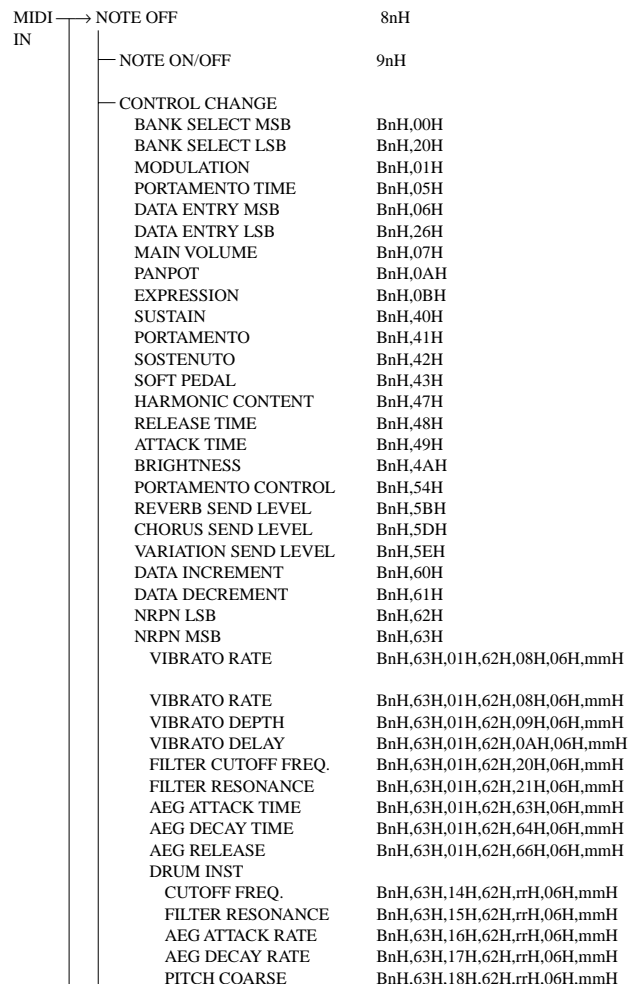 MIDI NOTE OFF 8nH
IN
NOTE ON/OFF 9nH
CONTROL CHANGE
BANK SELECT MSB BnH,00H
BANK SELECT LSB BnH,20H
MODULATION BnH,01H
PORTAMENTO TIME BnH,05H
DATA ENTRY MSB BnH,06H
DATA ENTRY LSB BnH,26H
MAIN VOLUME BnH,07H
PANPOT BnH,0AH
EXPRESSION BnH,0BH
SUSTAIN BnH,40H
PORTAMENTO BnH,41H
SOSTENUTO BnH,42H
SOFT PEDAL BnH,43H
HARMONIC CONTENT BnH,47H
RELEASE TIME BnH,48H
ATTACK TIME BnH,49H
BRIGHTNESS BnH,4AH
PORTAMENTO CONTROL BnH,54H
REVERB SEND LEVEL BnH,5BH
CHORUS SEND LEVEL BnH,5DH
VARIATION SEND LEVEL BnH,5EH
DATA INCREMENT BnH,60H
DATA DECREMENT BnH,61H
NRPN LSB BnH,62H
NRPN MSB BnH,63H
VIBRATO RATE BnH,63H,01H,62H,08H,06H,mmH
VIBRATO RATE BnH,63H,01H,62H,08H,06H,mmH
VIBRATO DEPTH BnH,63H,01H,62H,09H,06H,mmH
VIBRATO DELAY BnH,63H,01H,62H,0AH,06H,mmH
FILTER CUTOFF FREQ. BnH,63H,01H,62H,20H,06H,mmH
FILTER RESONANCE BnH,63H,01H,62H,21H,06H,mmH
AEG ATTACK TIME BnH,63H,01H,62H,63H,06H,mmH
AEG DECAY TIME BnH,63H,01H,62H,64H,06H,mmH
AEG RELEASE BnH,63H,01H,62H,66H,06H,mmH
DRUM INST
CUTOFF FREQ. BnH,63H,14H,62H,rrH,06H,mmH
FILTER RESONANCE BnH,63H,15H,62H,rrH,06H,mmH
AEG ATTACK RATE BnH,63H,16H,62H,rrH,06H,mmH
AEG DECAY RATE BnH,63H,17H,62H,rrH,06H,mmH
PITCH COARSE BnH,63H,18H,62H,rrH,06H,mmH